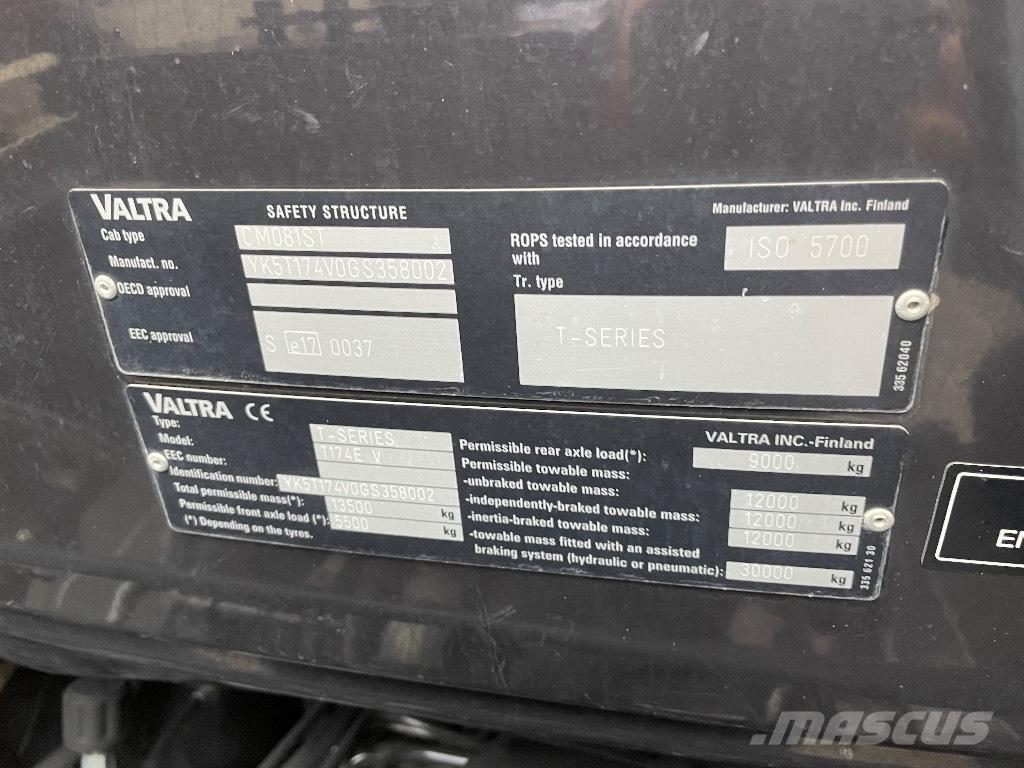 VALTRA SAFETY STRUCTURE Manufacturer: VALTRA Inc. Finland
Cab type CM081ST A
Manufact. no. YK5T174V0GS358002
OECD approval
EEC approval S e17 0037
ROPS tested in accordance with ISO 5700
Tr. type
T-SERIES
335 62040
VALTRA CE VALTRA INC.-Finland
Type: T-SERIES
Model: T174E V
EEC number:
Identification number: YK5T174V0GS358002
Total permissible mass(*): 13500 kg
Permissible front axle load (*): 5500 kg
(*) Depending on the tyres.
Permissible rear axle load(*): 9000 kg
Permissible towable mass:
-unbraked towable mass: 12000
-independently-braked towable mass: 12000 kg
-inertia-braked towable mass: 12000 kg
-towable mass fitted with an assisted
braking system (hydraulic or pneumatic): 30000 kg
335 621 30
MASCUS